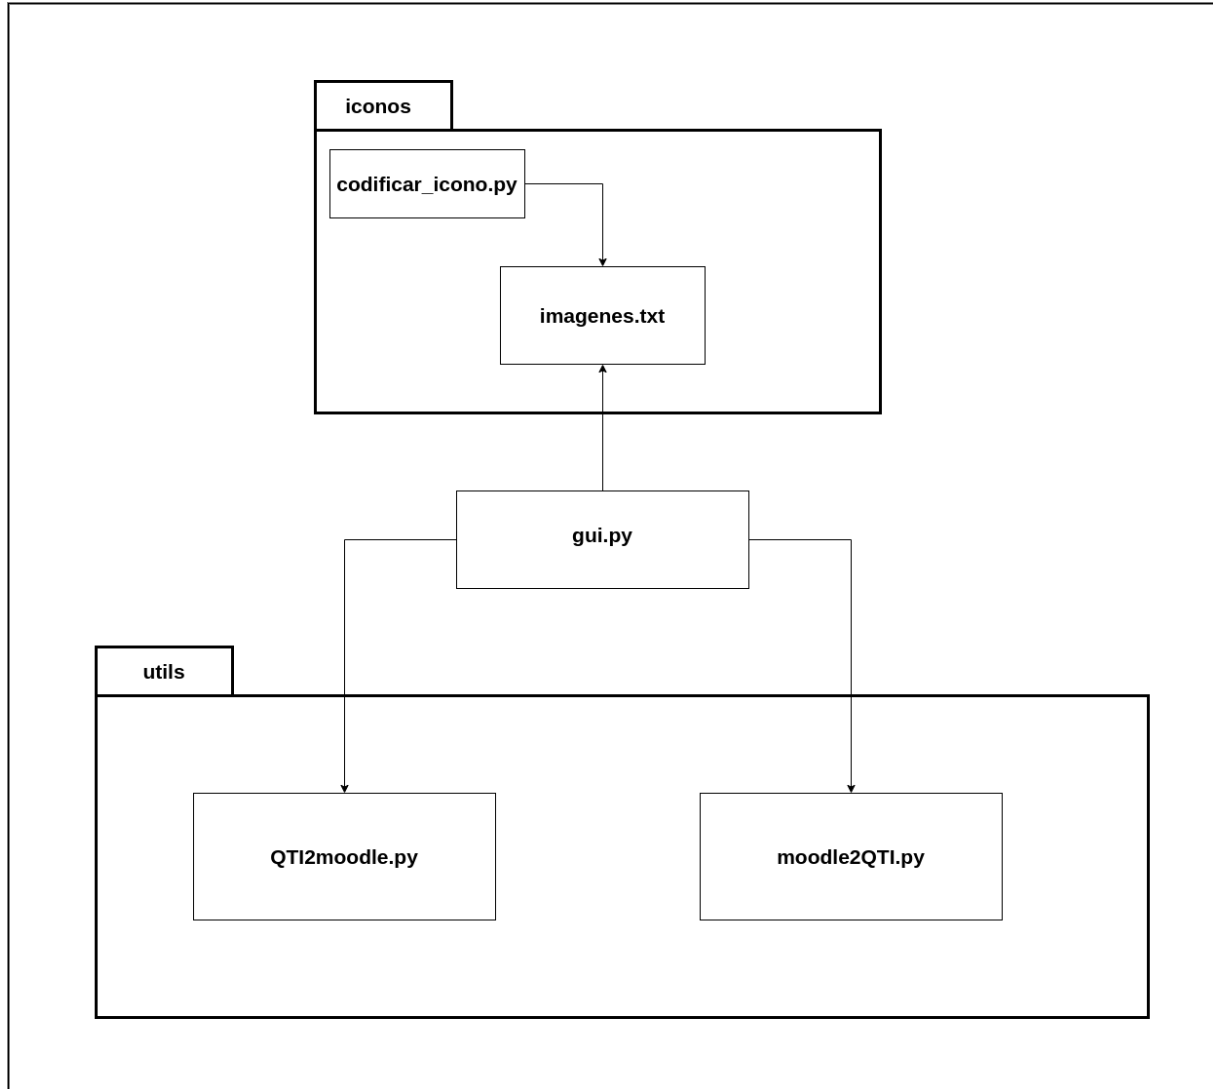 iconos
codificar_icono.py
imagenes.txt
gui.py
utils
QTI2moodle.py
moodle2QTI.py